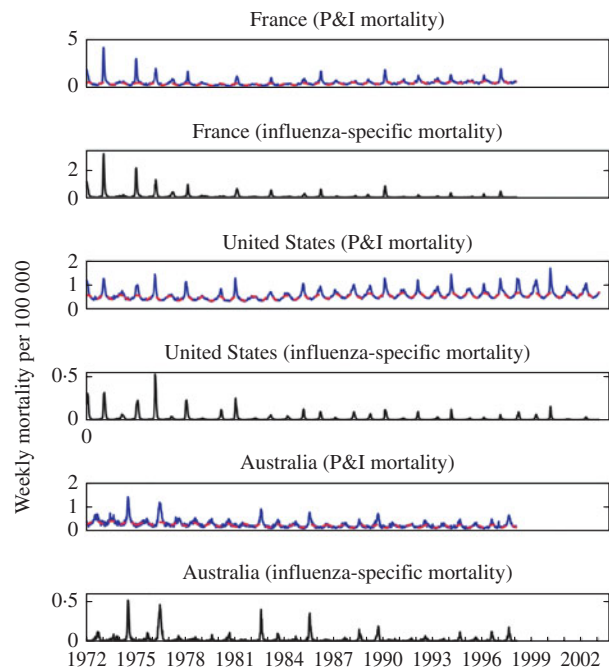 France (P&I mortality)
5
0
France (influenza-specific mortality)
2
0
United States (P&I mortality)
2
1
0
United States (influenza-specific mortality)
0·5
0
Australia (P&I mortality)
2
1
0
Australia (influenza-specific mortality)
0·5
0
1972 1975 1978 1981 1984 1987 1990 1993 1996 1999 2002
Weekly mortality per 100 000